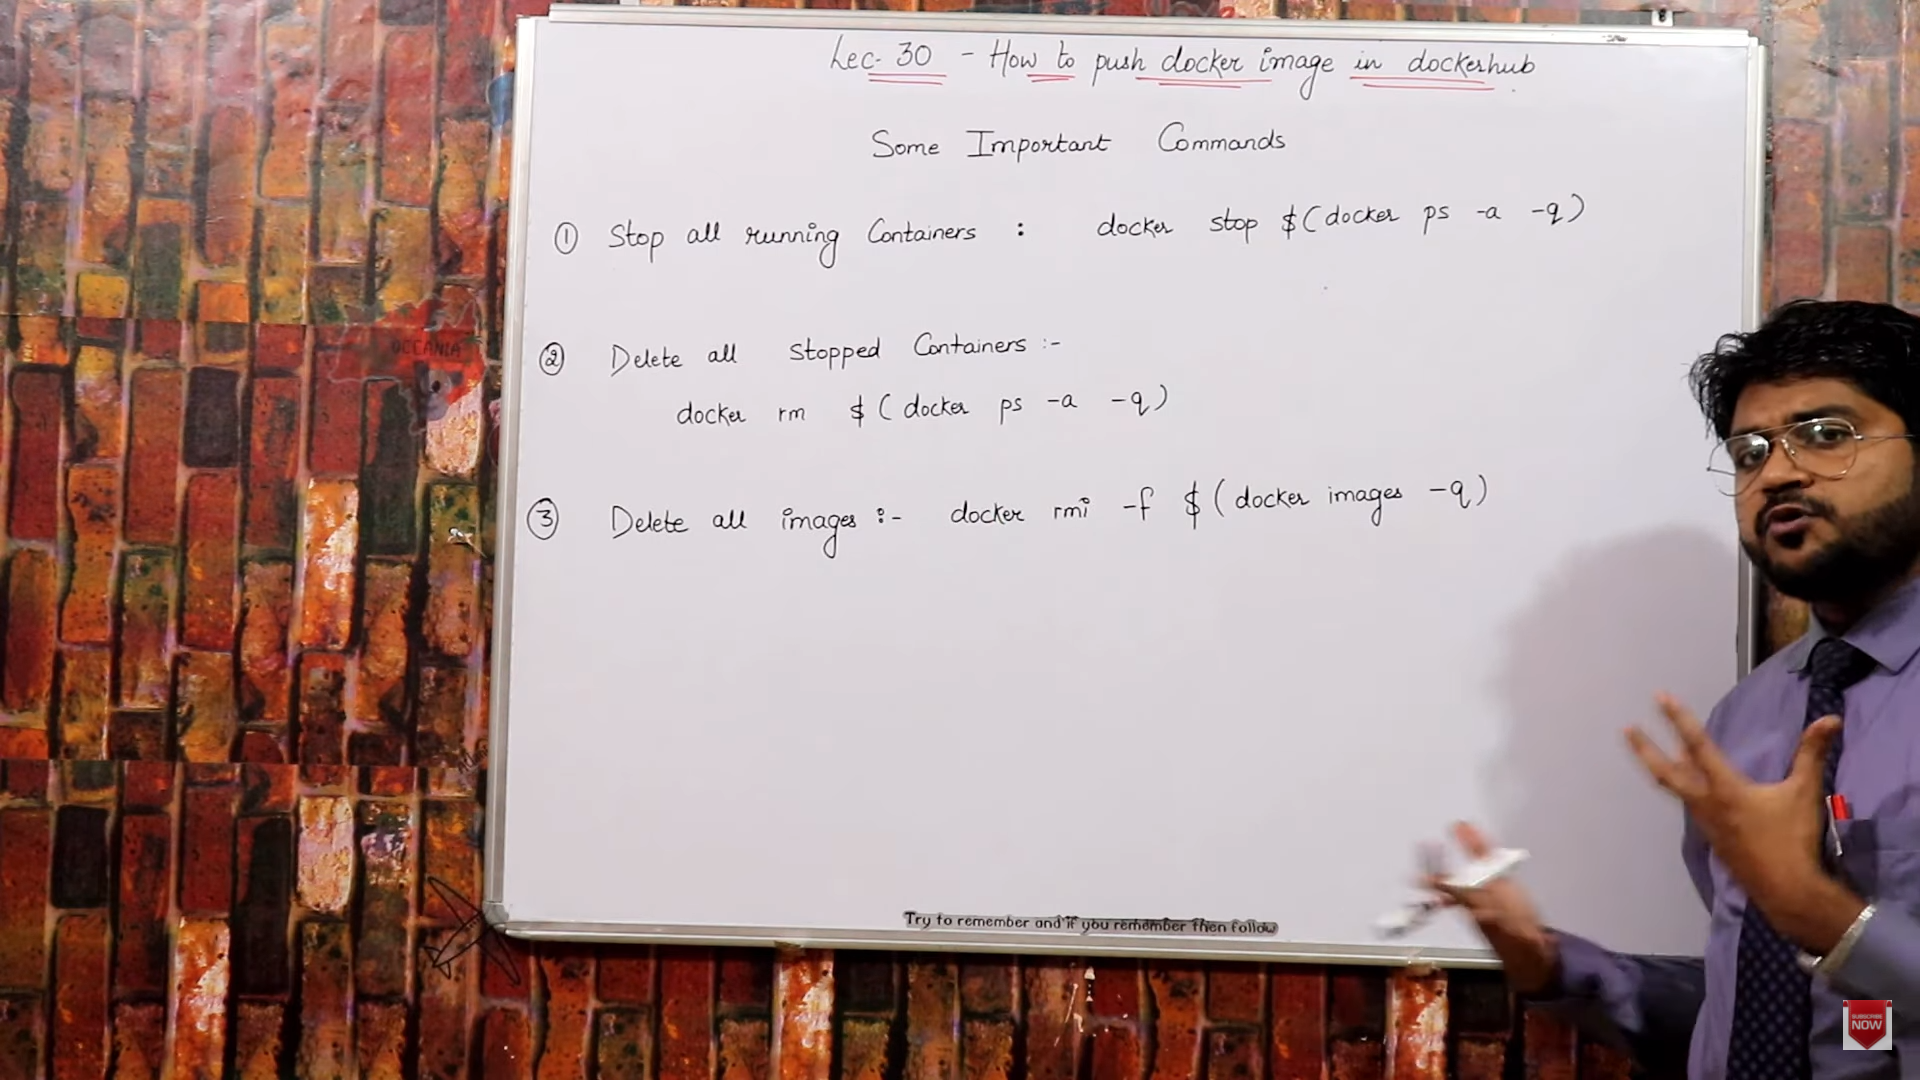 Lec. 30 - How to push docker image in dockerhub.
Some Important Commands
① Stop all running Containers : docker stop $(docker ps -a -q)
② Delete all stopped Containers :-
docker rm $(docker ps -a -q)
③ Delete all images :- docker rmi -f $(docker images -q)
OCEANIA
Try to remember and if you remember then follow
SUBSCRIBE
NOW